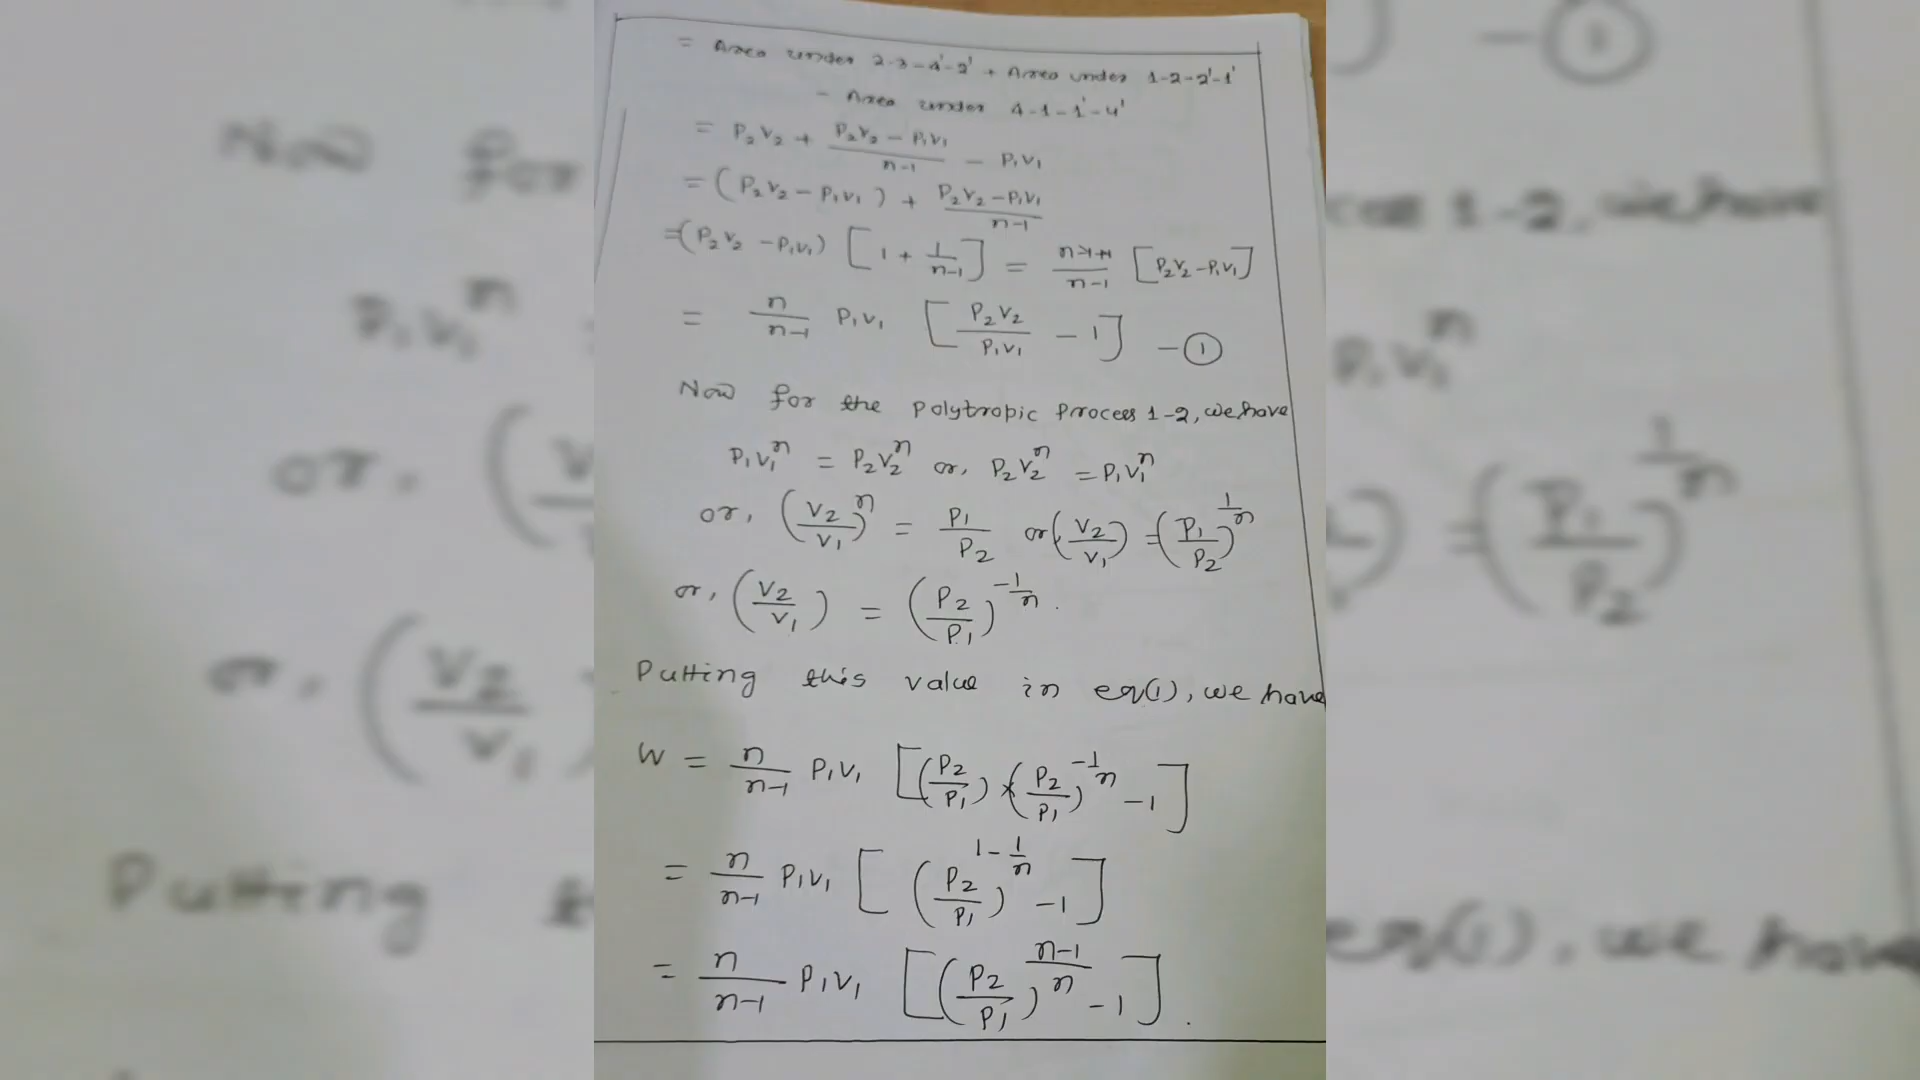 = Area under 2-3-4'-2' + Area under 1-2-2'-1'
- Area under 4-1-1'-4'
= P₂V₂ + (P₂V₂ - P₁V₁)/(n-1) - P₁V₁
= (P₂V₂ - P₁V₁) + (P₂V₂ - P₁V₁)/(n-1)
= (P₂V₂ - P₁V₁) [1 + 1/(n-1)] = (n-1+1)/(n-1) [P₂V₂ - P₁V₁]
= n/(n-1) P₁V₁ [P₂V₂/P₁V₁ - 1] - ①
Now for the polytropic process 1-2, we have
P₁V₁ⁿ = P₂V₂ⁿ or, P₂V₂ⁿ = P₁V₁ⁿ
or, (V₂/V₁)ⁿ = P₁/P₂ or (V₂/V₁) = (P₁/P₂)^(1/n)
or, (V₂/V₁) = (P₂/P₁)^(-1/n).
Putting this value in eq(1), we have
W = n/(n-1) P₁V₁ [(P₂/P₁) × (P₂/P₁)^(-1/n) - 1]
= n/(n-1) P₁V₁ [(P₂/P₁)^(1-1/n) - 1]
= n/(n-1) P₁V₁ [(P₂/P₁)^((n-1)/n) - 1].